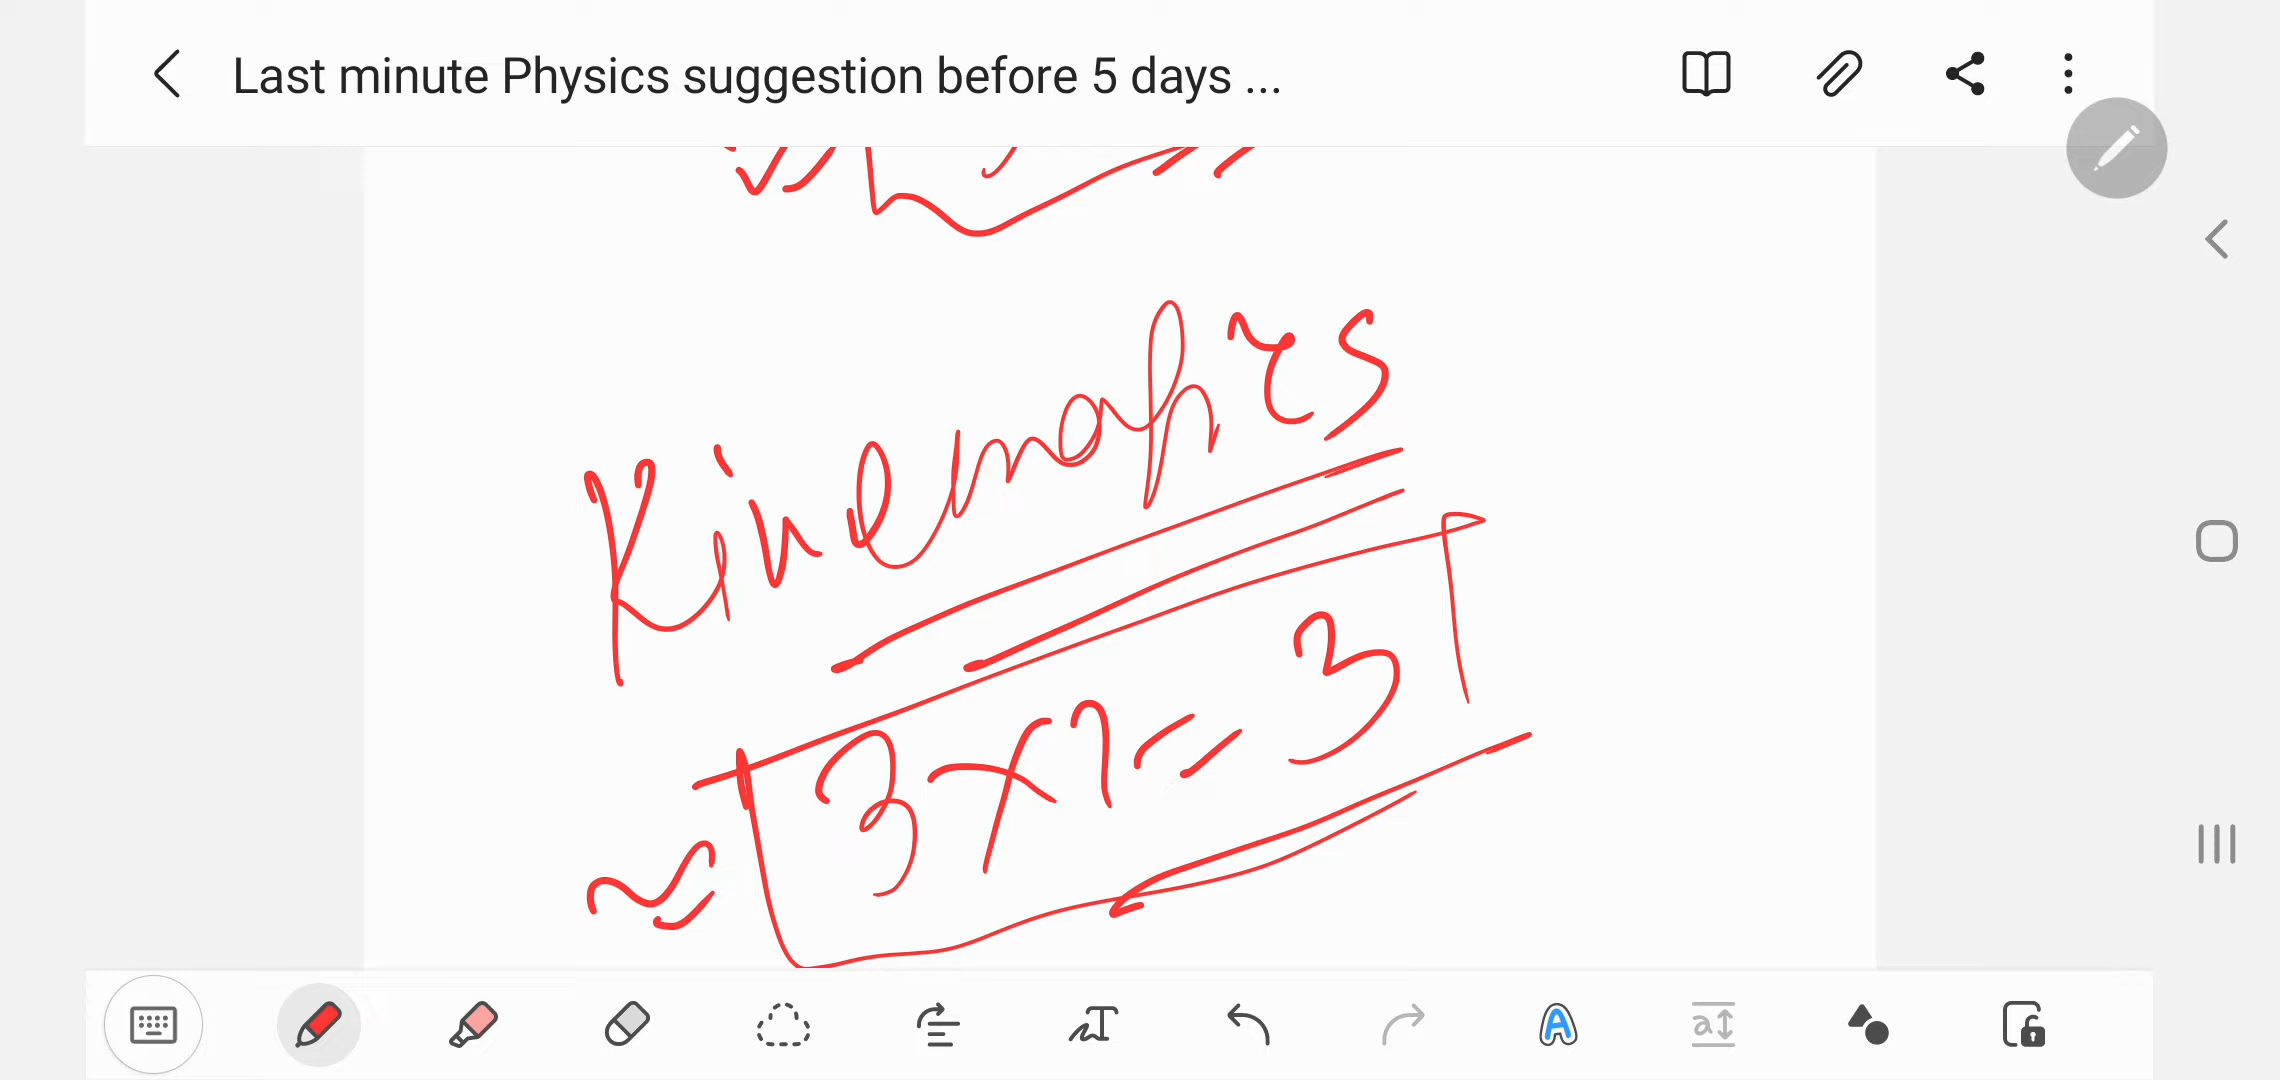 Last minute Physics suggestion before 5 days ...
Kinematics
3×1=3